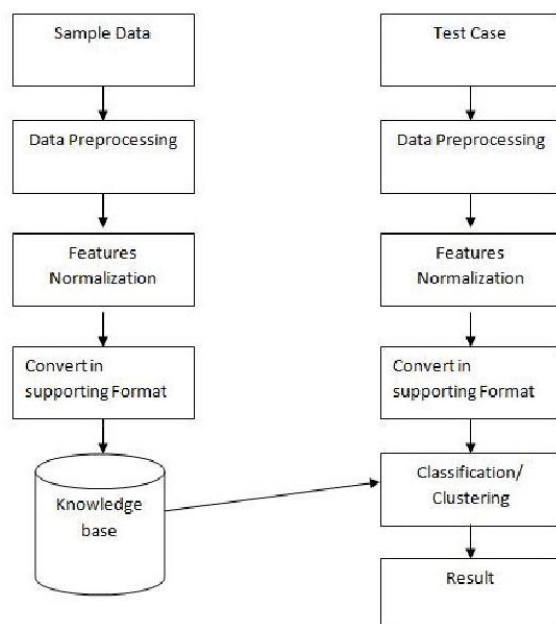 Sample Data
Data Preprocessing
Features
Normalization
Convert in
supporting Format
Knowledge
base
Test Case
Data Preprocessing
Features
Normalization
Convert in
supporting Format
Classification/
Clustering
Result